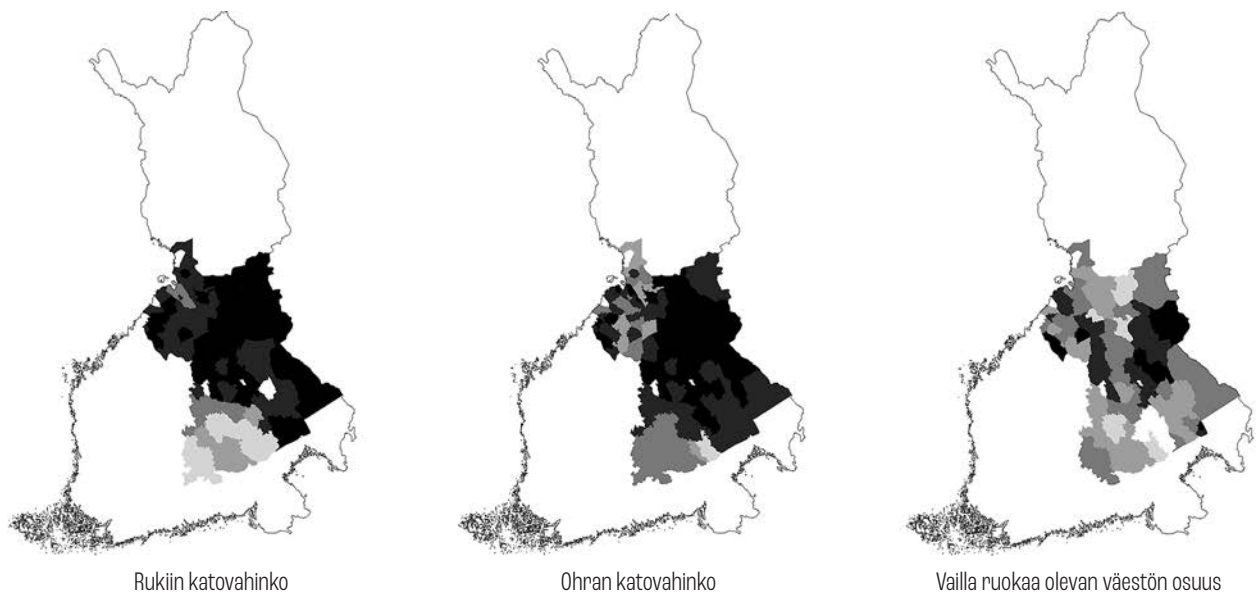 Rukiin katovahinko
Ohran katovahinko
Vailla ruokaa olevan väestön osuus